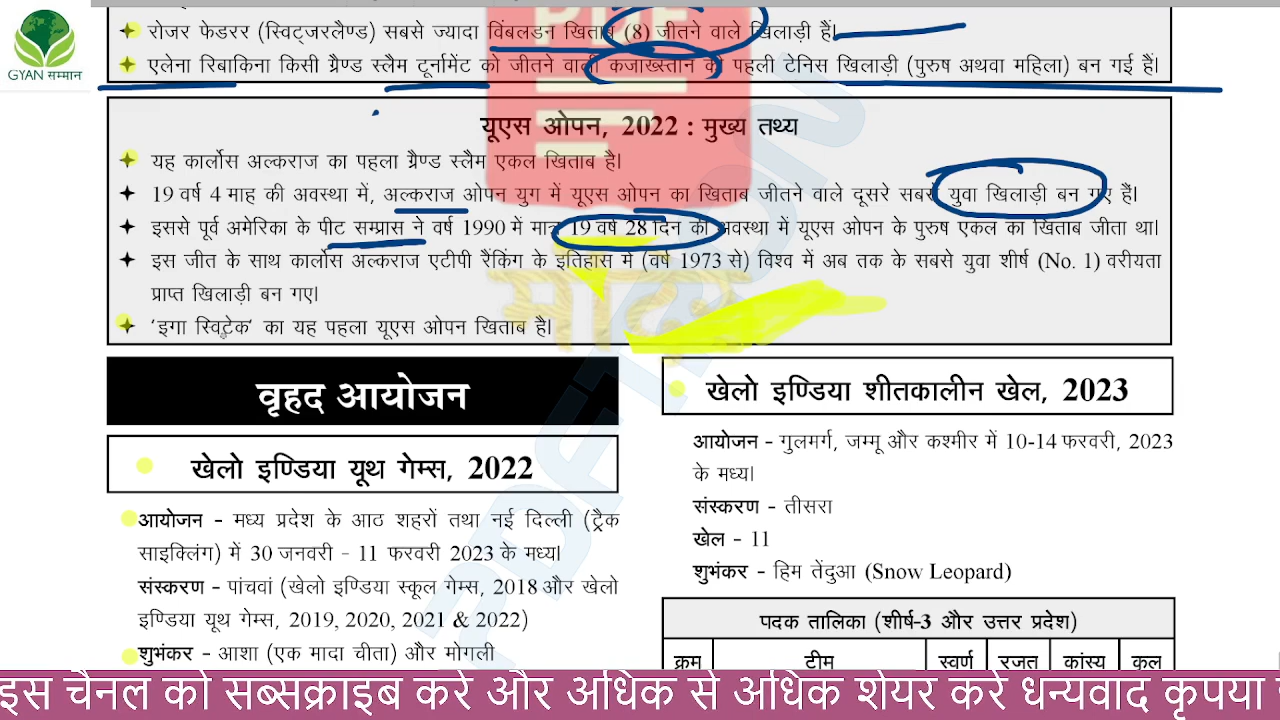 GYAN सम्मान
रोजर फेडरर (स्विट्जरलैण्ड) सबसे ज्यादा विंबलडन खिताब (8) जीतने वाले खिलाड़ी हैं।
एलेना रिबाकिना किसी ग्रैण्ड स्लैम टूर्नामेंट को जीतने वाली कजाख्स्तान की पहली टेनिस खिलाड़ी (पुरुष अथवा महिला) बन गई हैं।
यूएस ओपन, 2022 : मुख्य तथ्य
यह कार्लोस अल्कराज का पहला ग्रैण्ड स्लैम एकल खिताब है।
19 वर्ष 4 माह की अवस्था में, अल्कराज ओपन युग में यूएस ओपन का खिताब जीतने वाले दूसरे सबसे युवा खिलाड़ी बन गए हैं।
इससे पूर्व अमेरिका के पीट सम्प्रास ने वर्ष 1990 में मात्र 19 वर्ष 28 दिन की अवस्था में यूएस ओपन के पुरुष एकल का खिताब जीता था।
इस जीत के साथ कार्लोस अल्कराज एटीपी रैंकिंग के इतिहास में (वर्ष 1973 से) विश्व में अब तक के सबसे युवा शीर्ष (No. 1) वरीयता
प्राप्त खिलाड़ी बन गए।
‘इगा स्विट्रेक’ का यह पहला यूएस ओपन खिताब है।
वृहद आयोजन
खेलो इण्डिया यूथ गेम्स, 2022
आयोजन - मध्य प्रदेश के आठ शहरों तथा नई दिल्ली (ट्रैक
साइक्लिंग) में 30 जनवरी - 11 फरवरी 2023 के मध्य।
संस्करण - पांचवां (खेलो इण्डिया स्कूल गेम्स, 2018 और खेलो
इण्डिया यूथ गेम्स, 2019, 2020, 2021 & 2022)
शुभंकर - आशा (एक मादा चीता) और मोगली
खेलो इण्डिया शीतकालीन खेल, 2023
आयोजन - गुलमर्ग, जम्मू और कश्मीर में 10-14 फरवरी, 2023
के मध्य।
संस्करण - तीसरा
खेल - 11
शुभंकर - हिम तेंदुआ (Snow Leopard)
पदक तालिका (शीर्ष-3 और उत्तर प्रदेश)
क्रम टीम स्वर्ण रजत कांस्य कुल
इस चैनल को सब्सक्राइब करें और अधिक से अधिक शेयर करें धन्यवाद कृपया